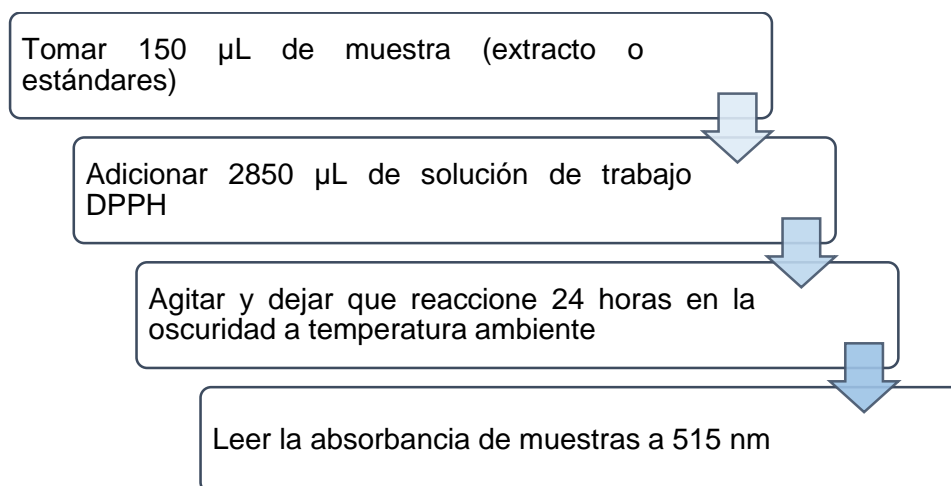 Tomar 150 µL de muestra (extracto o
estándares)
Adicionar 2850 µL de solución de trabajo
DPPH
Agitar y dejar que reaccione 24 horas en la
oscuridad a temperatura ambiente
Leer la absorbancia de muestras a 515 nm